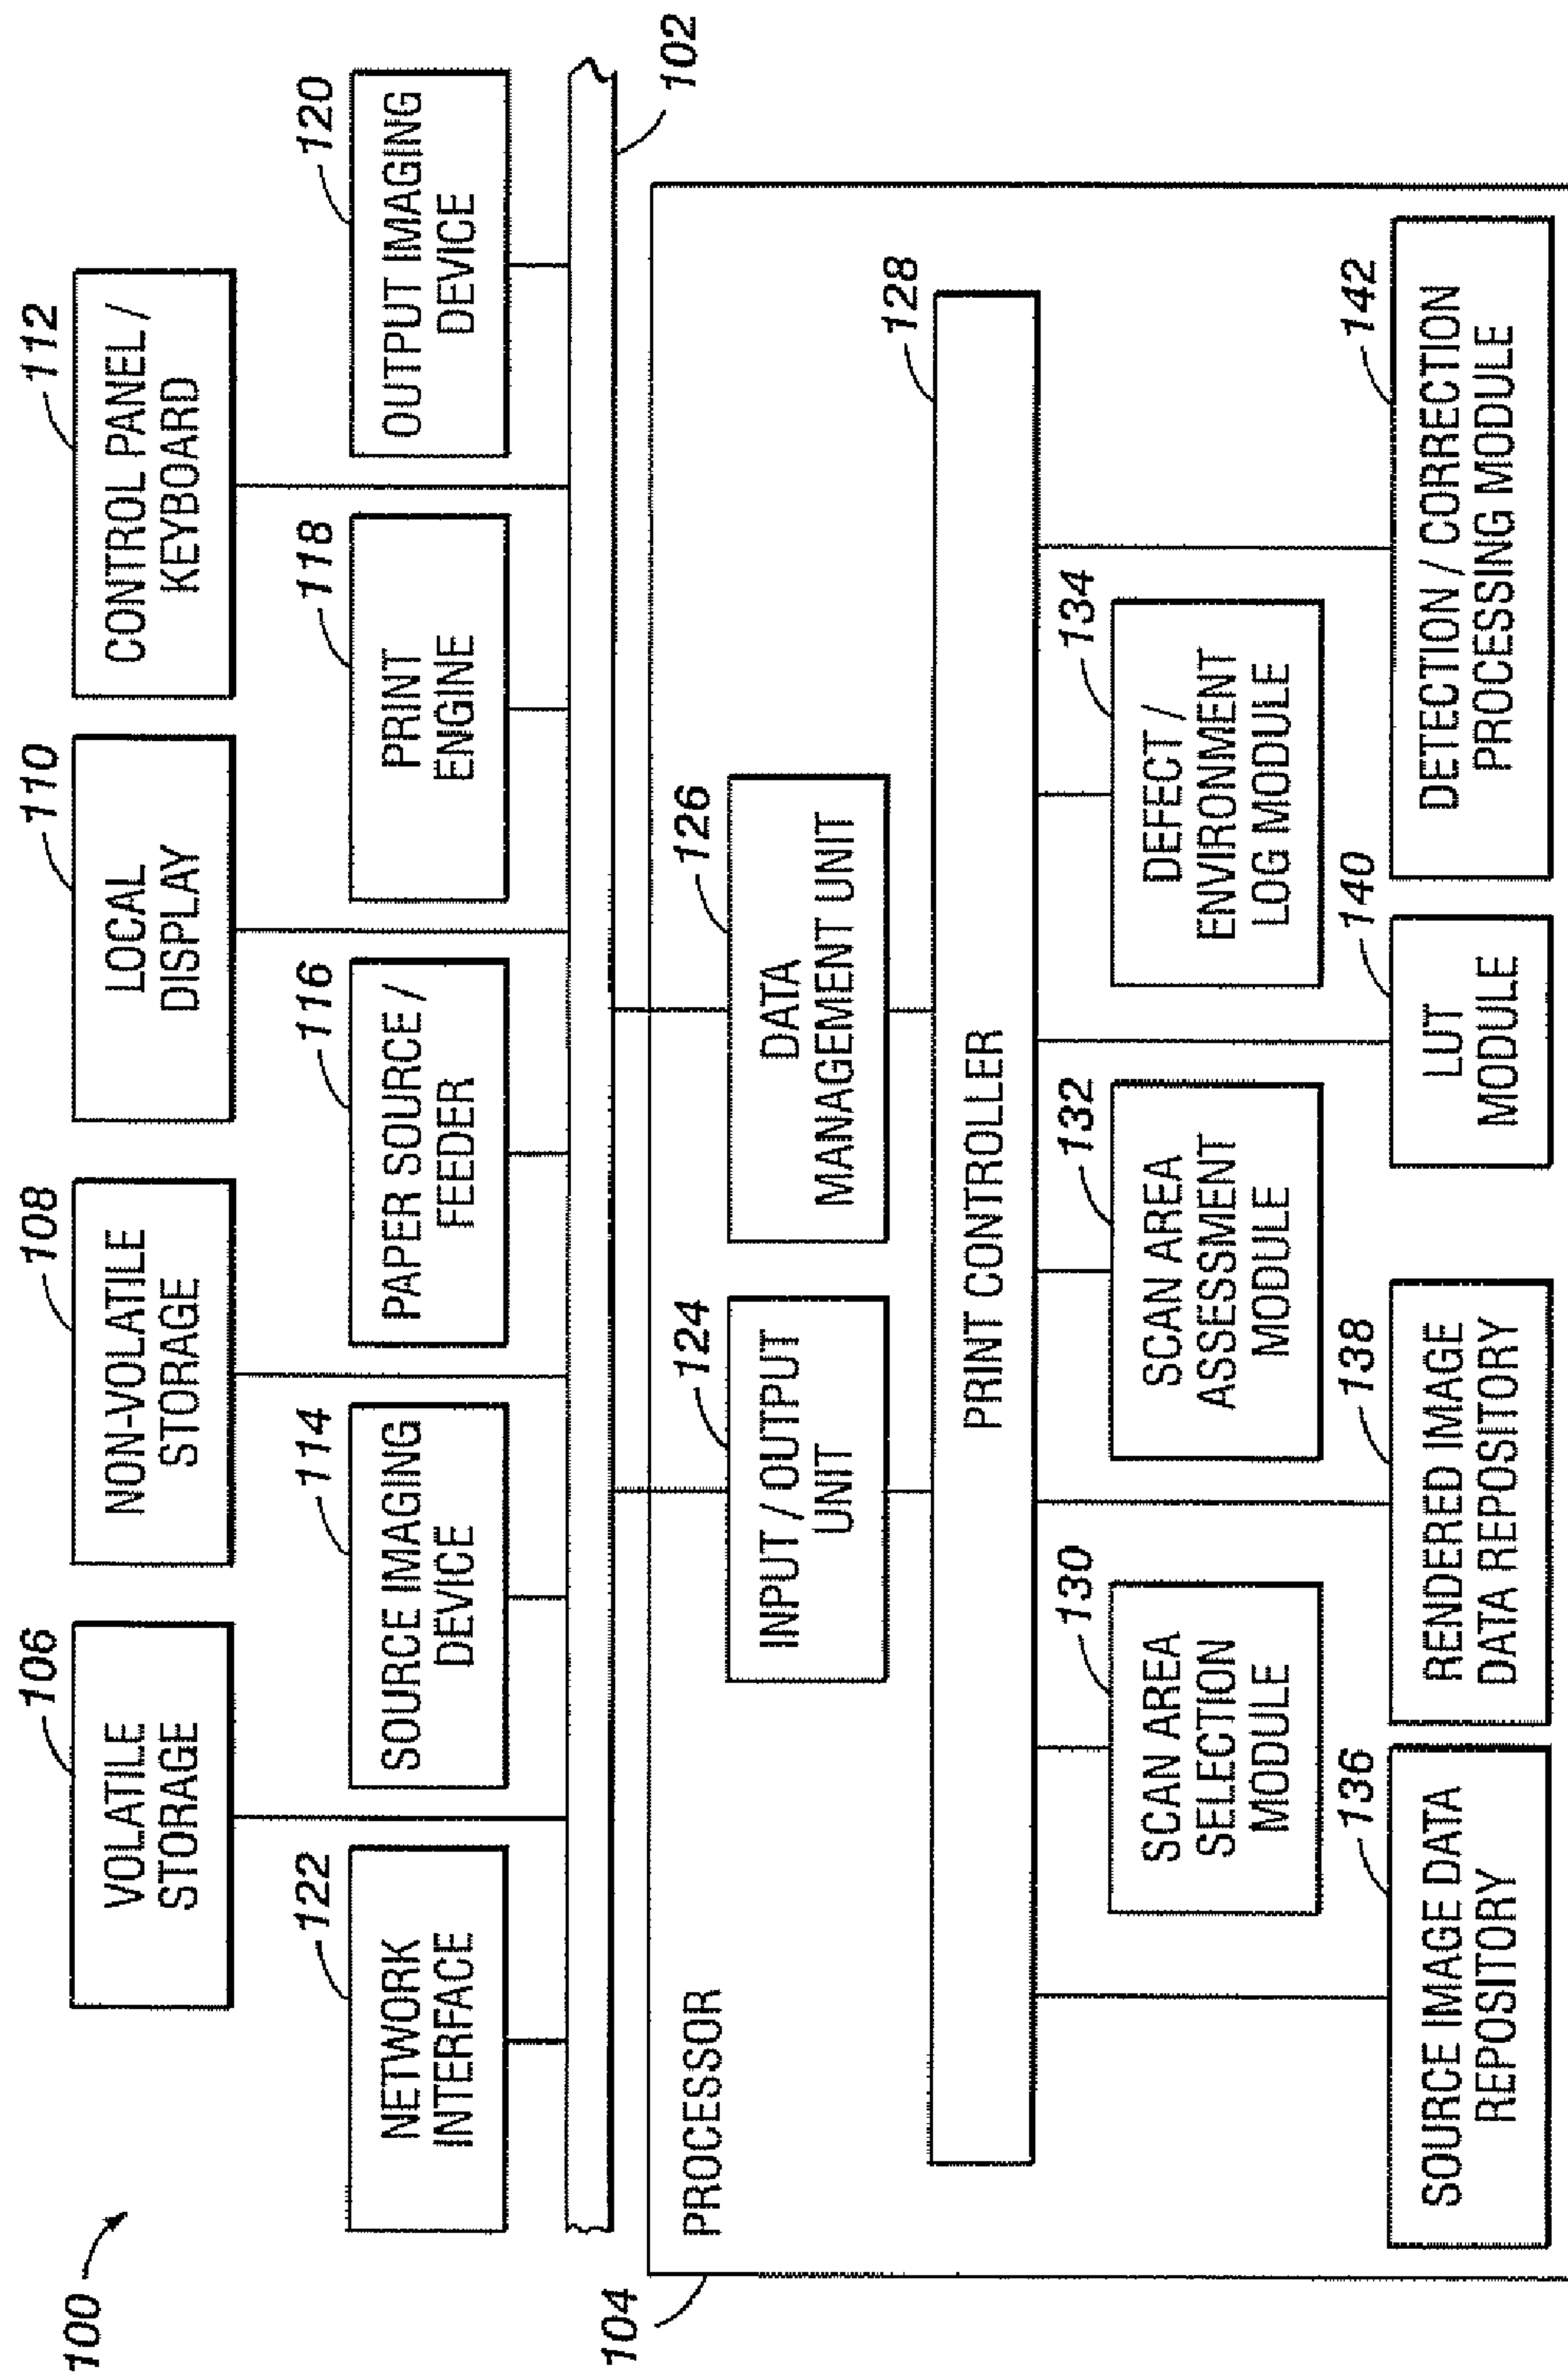 100
106
108
110
112
VOLATILE
STORAGE
NON-VOLATILE
STORAGE
LOCAL
DISPLAY
CONTROL PANEL /
KEYBOARD
122
114
116
118
120
NETWORK
INTERFACE
SOURCE IMAGING
DEVICE
PAPER SOURCE /
FEEDER
PRINT
ENGINE
OUTPUT IMAGING
DEVICE
102
104
PROCESSOR
124
126
INPUT / OUTPUT
UNIT
DATA
MANAGEMENT UNIT
128
PRINT CONTROLLER
130
132
134
SCAN AREA
SELECTION
MODULE
SCAN AREA
ASSESSMENT
MODULE
DEFECT /
ENVIRONMENT
LOG MODULE
136
138
140
142
SOURCE IMAGE DATA
REPOSITORY
RENDERED IMAGE
DATA REPOSITORY
LUT
MODULE
DETECTION / CORRECTION
PROCESSING MODULE